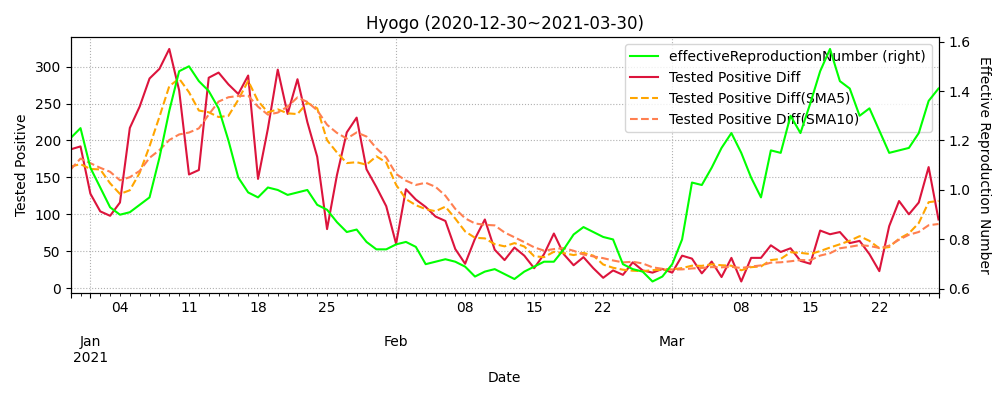 Hyogo (2020-12-30~2021-03-30)
effectiveReproductionNumber (right)
Tested Positive Diff
Tested Positive Diff(SMA5)
Tested Positive Diff(SMA10)
Tested Positive
300
250
200
150
100
50
0
1.6
1.4
1.2
1.0
0.8
0.6
Effective Reproduction Number
04 11 18 25 08 15 22 08 15 22
Jan Feb Mar
2021
Date